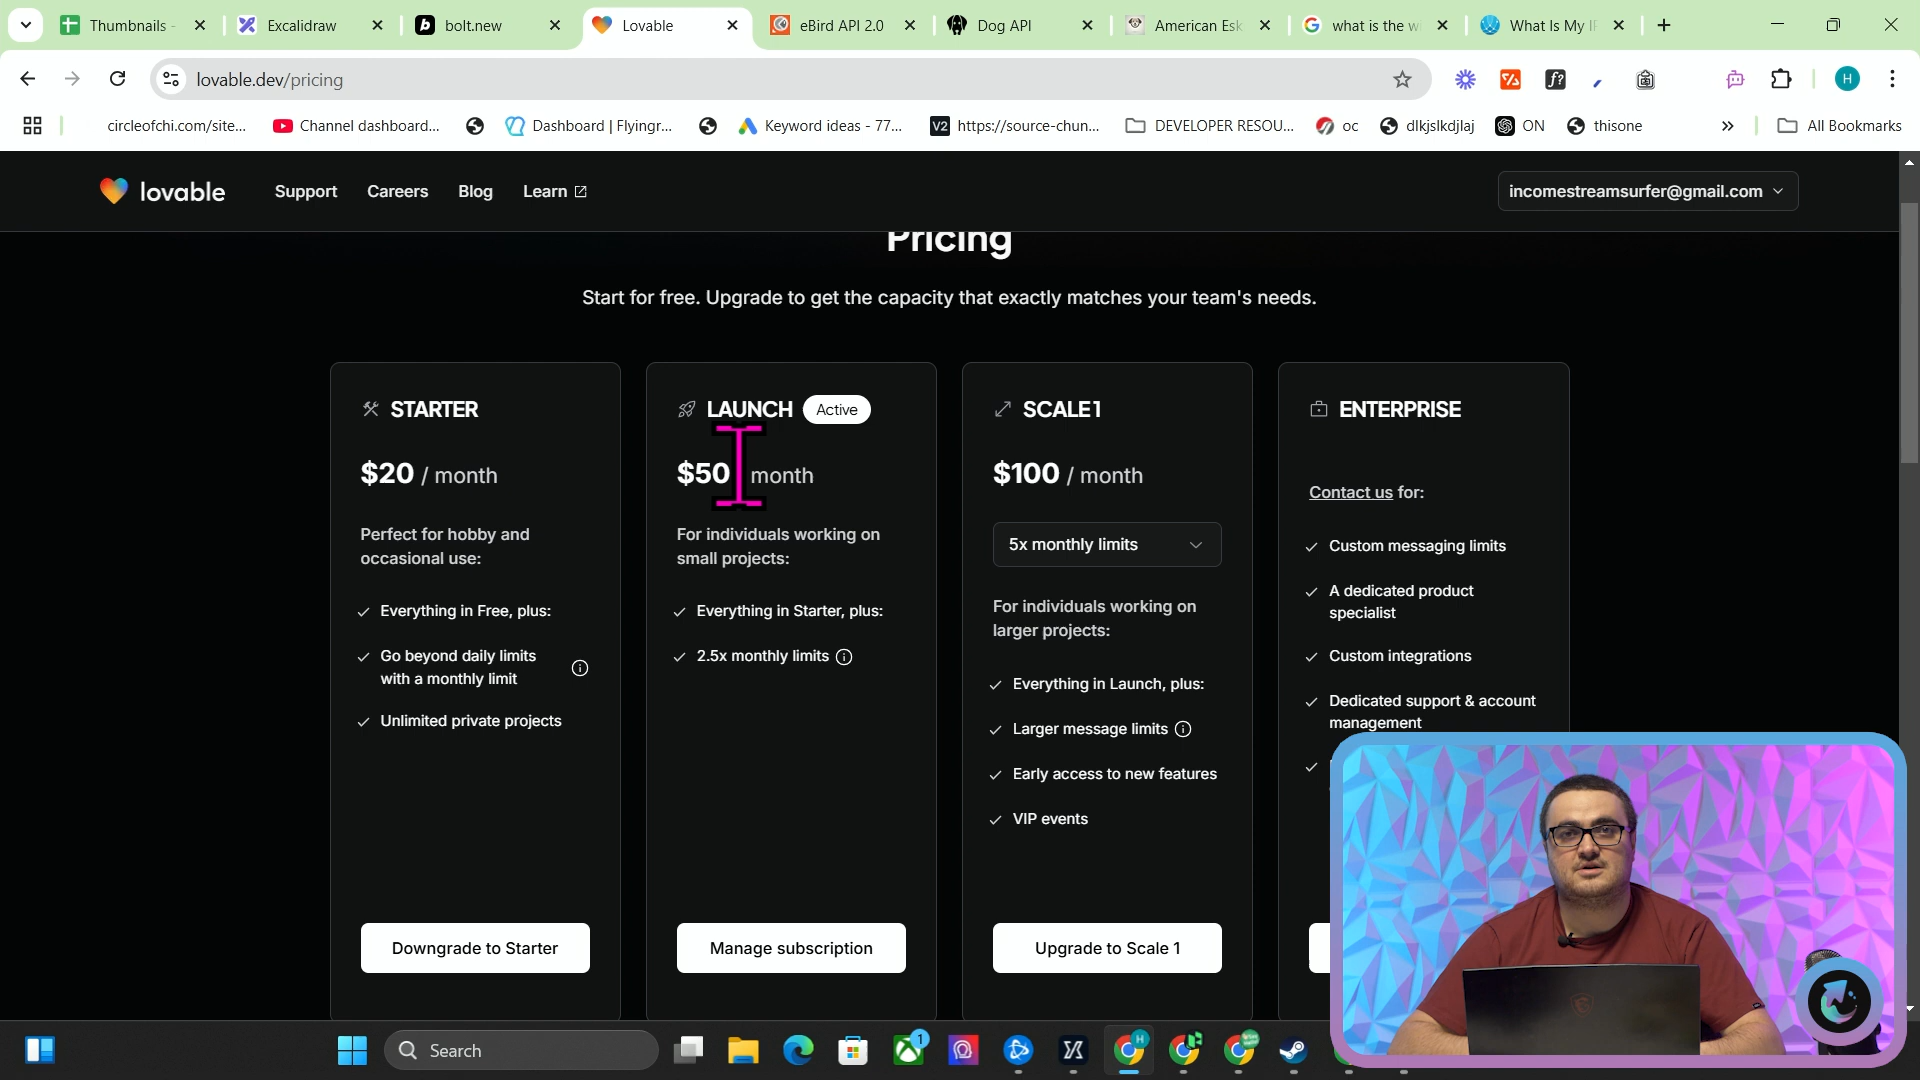 Thumbnails -
Excalidraw
bolt.new
Lovable
eBird API 2.0
Dog API
American Esk
what is the w
What Is My IP
lovable.dev/pricing
H
circleofchi.com/site...
Channel dashboard...
Dashboard | Flyingr...
Keyword ideas - 77...
https://source-chun...
DEVELOPER RESOU...
oc
dlkjslkdjlaj
ON
thisone
All Bookmarks
lovable
Support
Careers
Blog
Learn
incomestreamsurfer@gmail.com
Pricing
Start for free. Upgrade to get the capacity that exactly matches your team's needs.
STARTER
$20 / month
Perfect for hobby and
occasional use:
Everything in Free, plus:
Go beyond daily limits
with a monthly limit
Unlimited private projects
Downgrade to Starter
LAUNCH Active
$50 month
For individuals working on
small projects:
Everything in Starter, plus:
2.5x monthly limits
Manage subscription
SCALE 1
$100 / month
5x monthly limits
For individuals working on
larger projects:
Everything in Launch, plus:
Larger message limits
Early access to new features
VIP events
Upgrade to Scale 1
ENTERPRISE
Contact us for:
Custom messaging limits
A dedicated product
specialist
Custom integrations
Dedicated support & account
management
Search